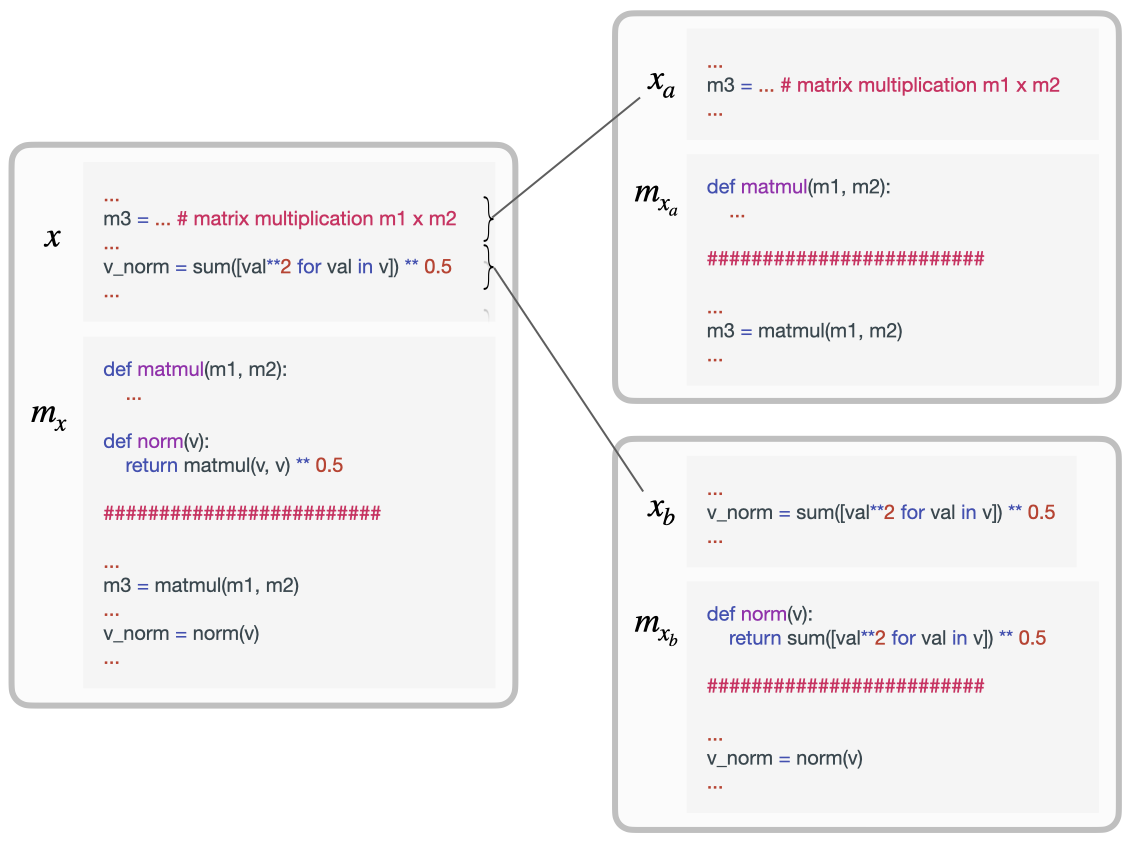 x
...
m3 = ... # matrix multiplication m1 x m2
...
v_norm = sum([val**2 for val in v]) ** 0.5
...
m_x
def matmul(m1, m2):
...
def norm(v):
return matmul(v, v) ** 0.5
#########################
...
m3 = matmul(m1, m2)
...
v_norm = norm(v)
...
x_a
...
m3 = ... # matrix multiplication m1 x m2
...
m_{x_a}
def matmul(m1, m2):
...
#########################
...
m3 = matmul(m1, m2)
...
x_b
...
v_norm = sum([val**2 for val in v]) ** 0.5
...
m_{x_b}
def norm(v):
return sum([val**2 for val in v]) ** 0.5
#########################
...
v_norm = norm(v)
...